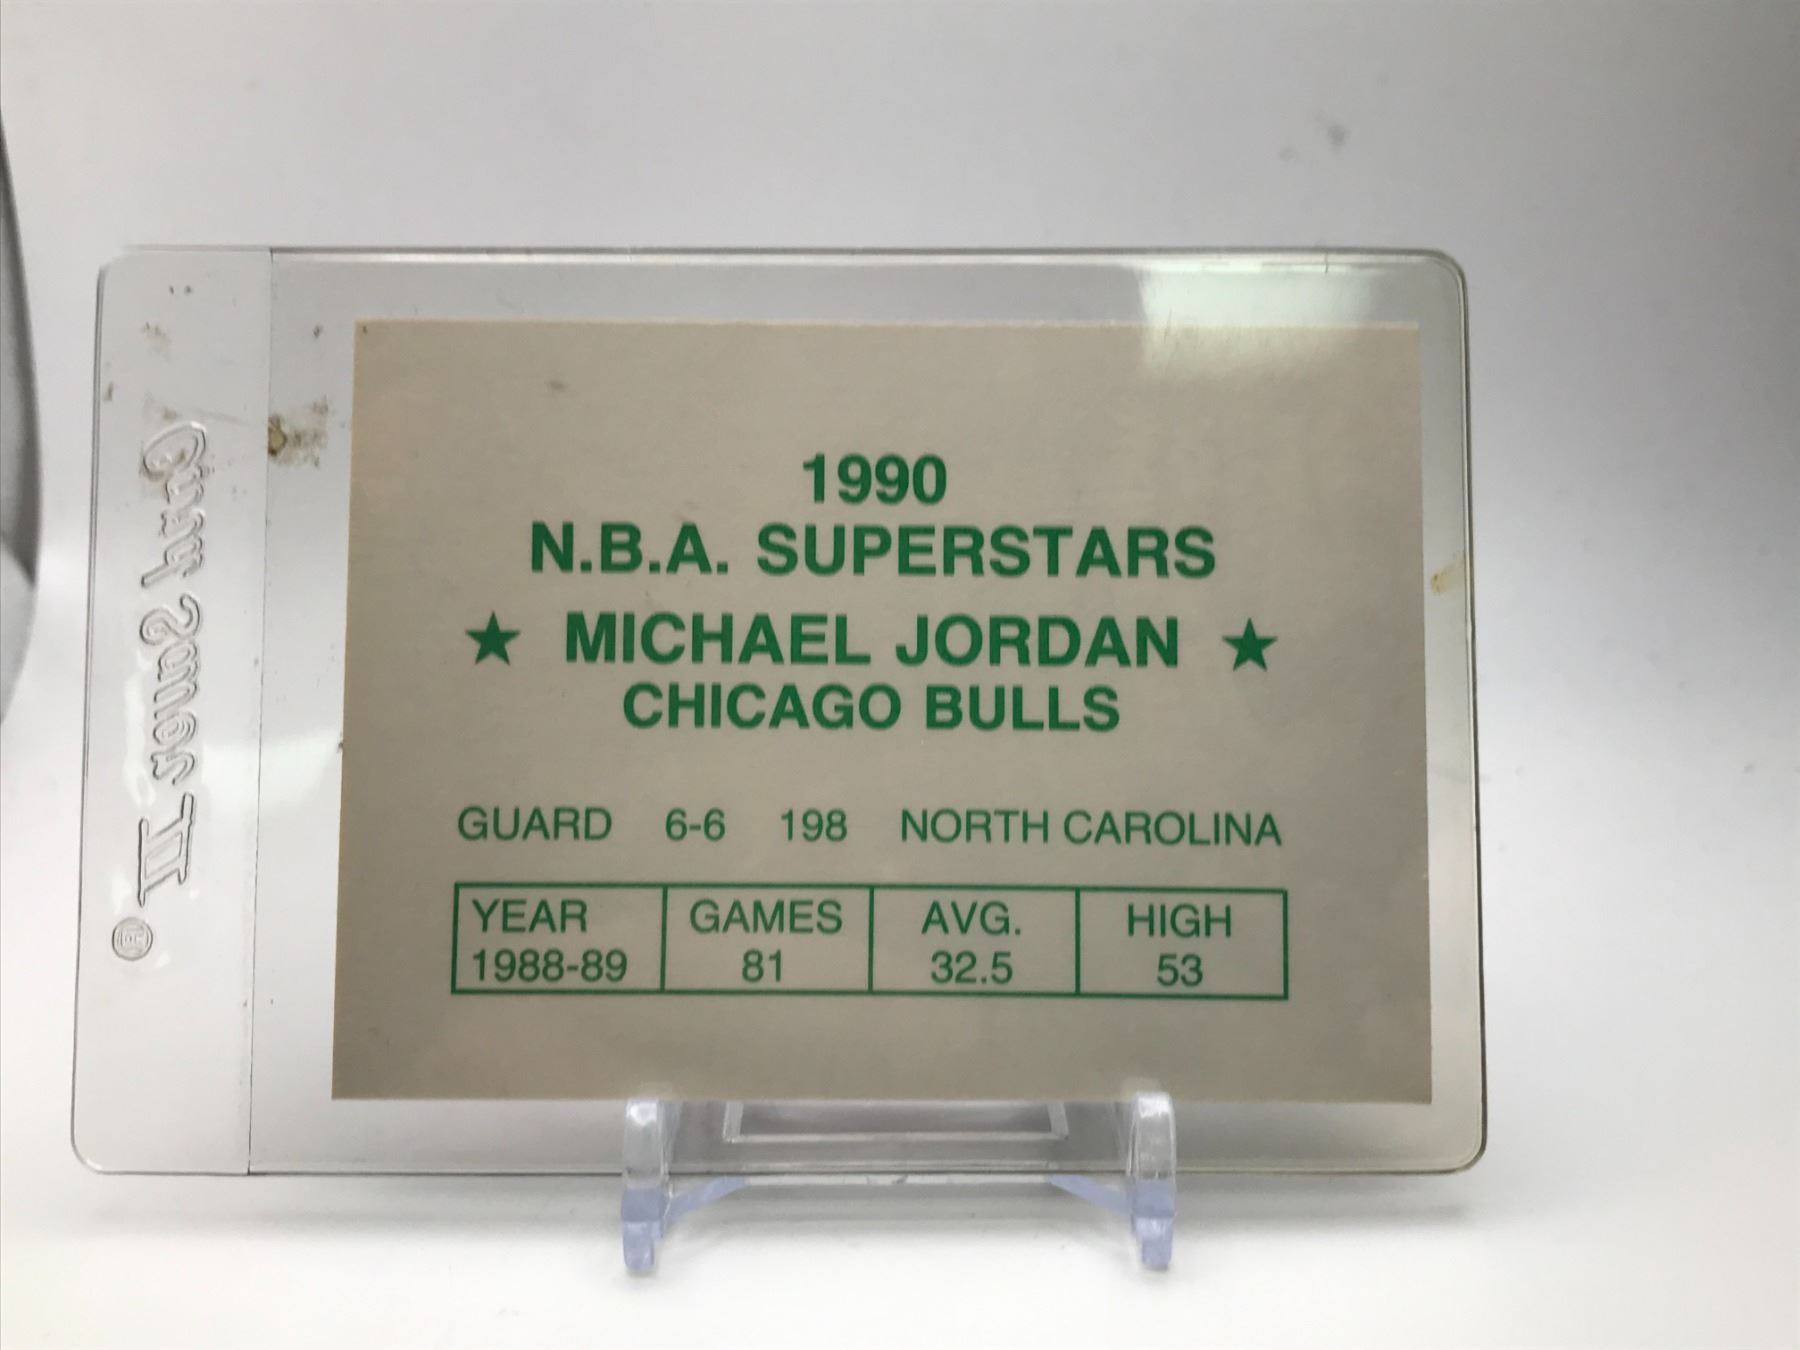 1990
N.B.A. SUPERSTARS
★ MICHAEL JORDAN ★
CHICAGO BULLS
GUARD 6-6 198 NORTH CAROLINA
YEAR GAMES AVG. HIGH
1988-89 81 32.5 53
Card Saver II ®